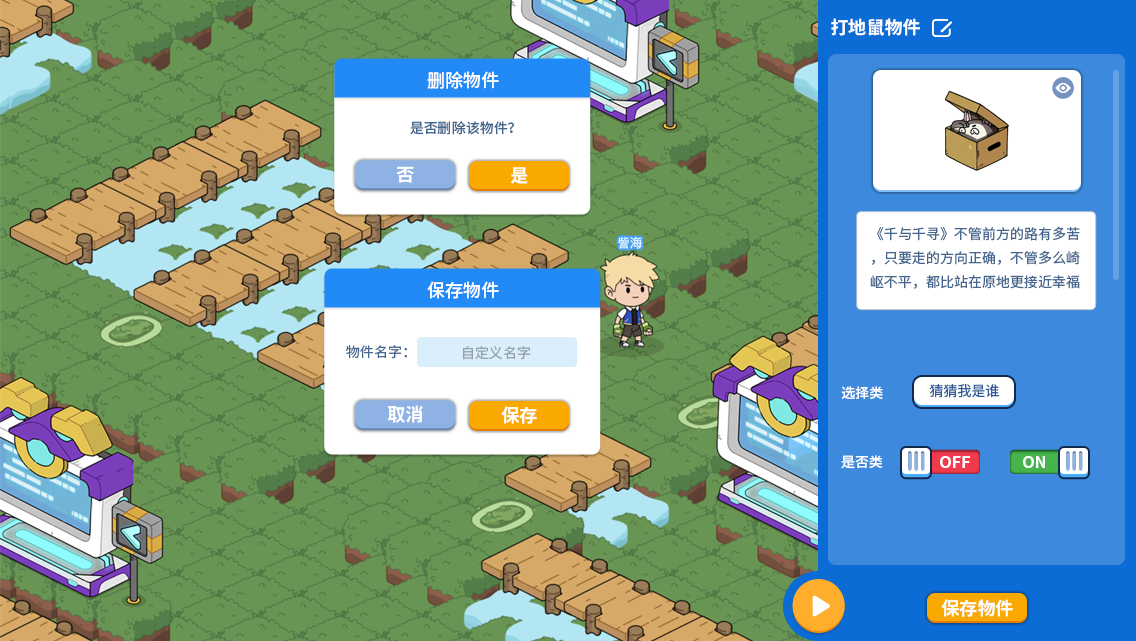 打地鼠物件
删除物件
是否删除该物件?
否
是
《千与千寻》不管前方的路有多苦
，只要走的方向正确，不管多么崎
岖不平，都比站在原地更接近幸福
保存物件
物件名字：
自定义名字
取消
保存
选择类
猜猜我是谁
是否类
OFF
ON
保存物件